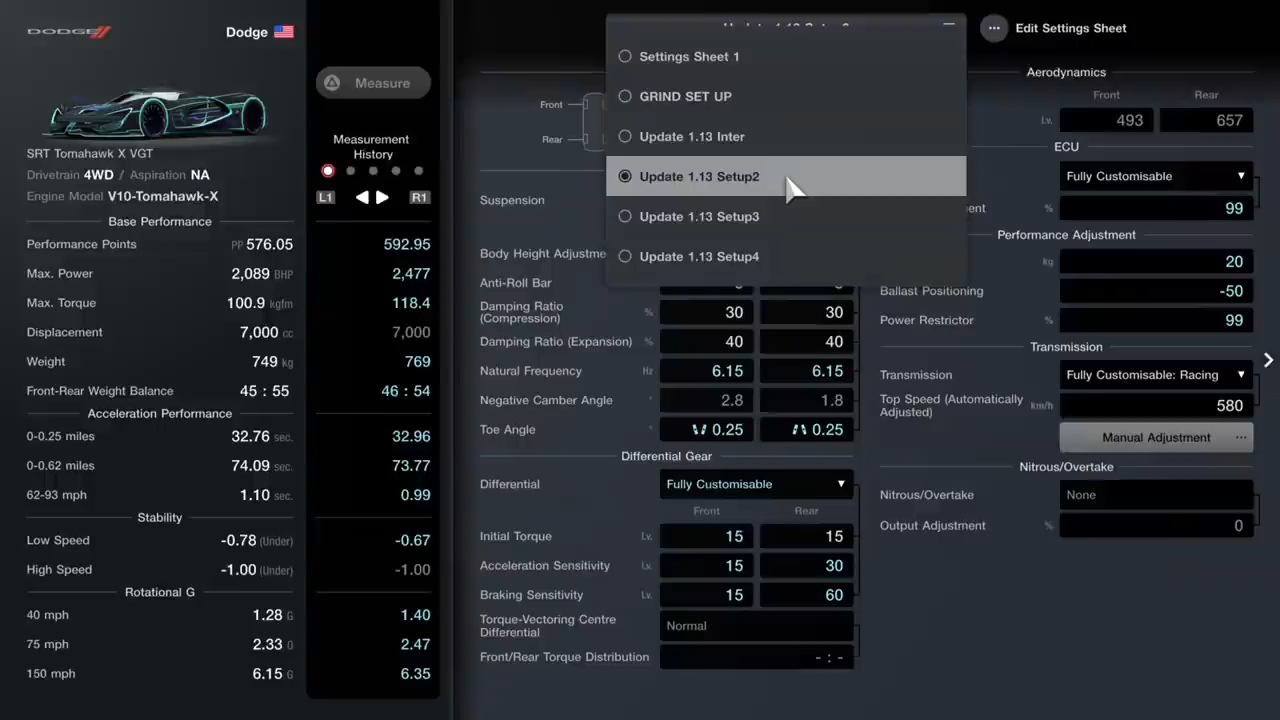 DODGE
Dodge
SRT Tomahawk X VGT
Drivetrain 4WD / Aspiration NA
Engine Model V10-Tomahawk-X
Base Performance
Performance Points PP 576.05 592.95
Max. Power 2,089 BHP 2,477
Max. Torque 100.9 kgfm 118.4
Displacement 7,000 cc 7,000
Weight 749 kg 769
Front-Rear Weight Balance 45 : 55 46 : 54
Acceleration Performance
0-0.25 miles 32.76 sec. 32.96
0-0.62 miles 74.09 sec. 73.77
62-93 mph 1.10 sec. 0.99
Stability
Low Speed -0.78 (Under) -0.67
High Speed -1.00 (Under) -1.00
Rotational G
40 mph 1.28 G 1.40
75 mph 2.33 G 2.47
150 mph 6.15 G 6.35
Measure
Measurement
History
L1 R1
Settings Sheet 1
GRIND SET UP
Update 1.13 Inter
Update 1.13 Setup2
Update 1.13 Setup3
Update 1.13 Setup4
Front
Rear
Suspension
Body Height Adjustme
Anti-Roll Bar
Damping Ratio
(Compression) % 30 30
Damping Ratio (Expansion) % 40 40
Natural Frequency Hz 6.15 6.15
Negative Camber Angle ° 2.8 1.8
Toe Angle ° 0.25 0.25
Differential Gear
Differential Fully Customisable
Front Rear
Initial Torque Lv. 15 15
Acceleration Sensitivity Lv. 15 30
Braking Sensitivity Lv. 15 60
Torque-Vectoring Centre
Differential Normal
Front/Rear Torque Distribution - : -
Edit Settings Sheet
Aerodynamics
Front Rear
Lv. 493 657
ECU
Fully Customisable
ent % 99
Performance Adjustment
kg 20
Ballast Positioning -50
Power Restrictor % 99
Transmission
Transmission Fully Customisable: Racing
Top Speed (Automatically
Adjusted) km/h 580
Manual Adjustment
Nitrous/Overtake
Nitrous/Overtake None
Output Adjustment % 0